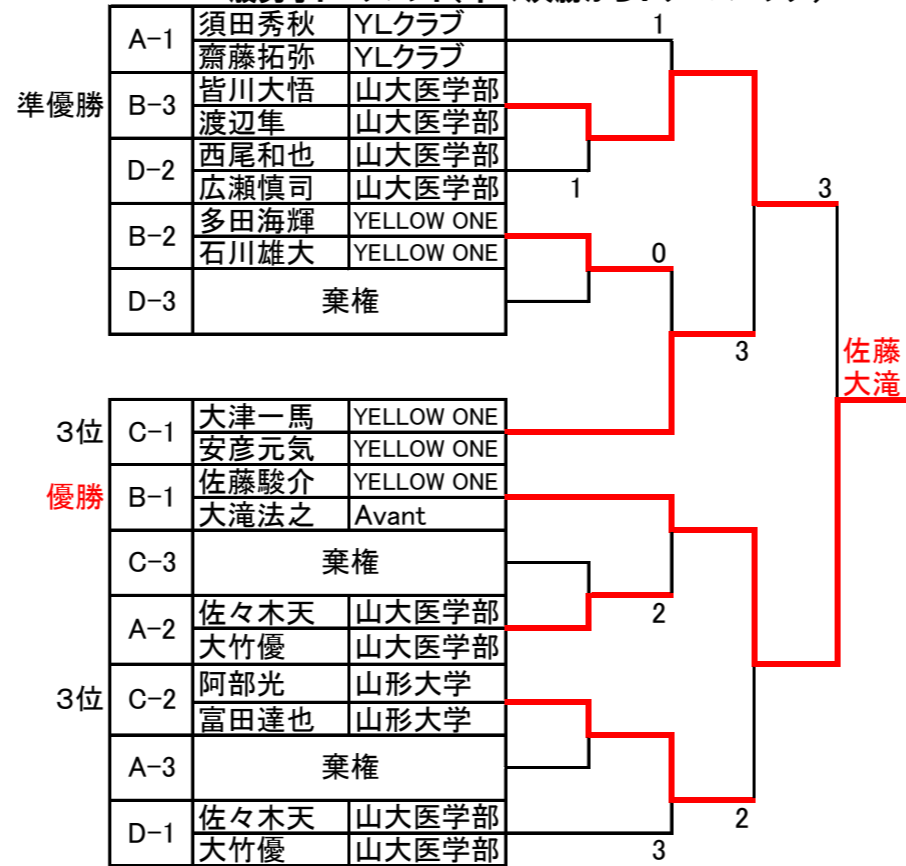 A-1 須田秀秋 YLクラブ 1
齋藤拓弥 YLクラブ
準優勝 B-3 皆川大悟 山大医学部
渡辺隼 山大医学部
D-2 西尾和也 山大医学部
広瀬慎司 山大医学部 1 3
B-2 多田海輝 YELLOW ONE
石川雄大 YELLOW ONE 0
D-3 棄権
3
佐藤
大滝
3位 C-1 大津一馬 YELLOW ONE
安彦元気 YELLOW ONE
優勝 B-1 佐藤駿介 YELLOW ONE
大滝法之 Avant
C-3 棄権
A-2 佐々木天 山大医学部 2
大竹優 山大医学部
3位 C-2 阿部光 山形大学
富田達也 山形大学
A-3 棄権
D-1 佐々木天 山大医学部 2
大竹優 山大医学部 3